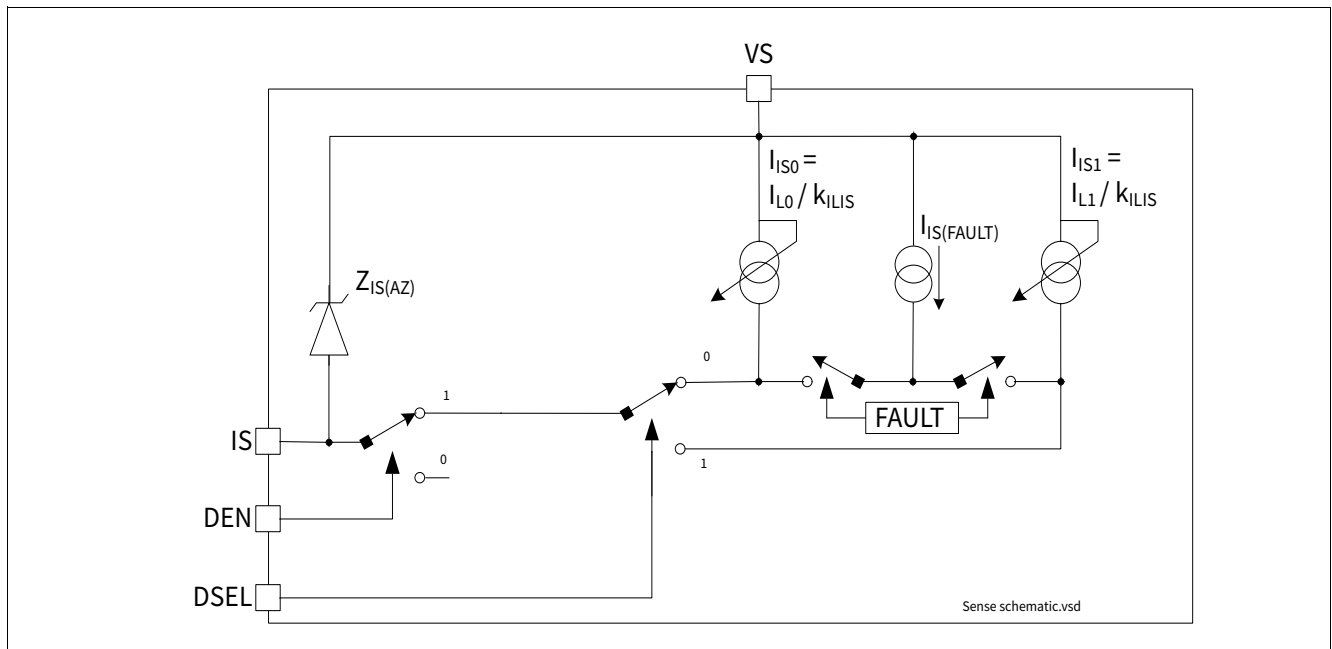 VS
I_IS0 =
I_L0 / k_ILIS
I_IS(FAULT)
I_IS1 =
I_L1 / k_ILIS
Z_IS(AZ)
0
1
FAULT
IS
0
1
DEN
DSEL
Sense schematic.vsd